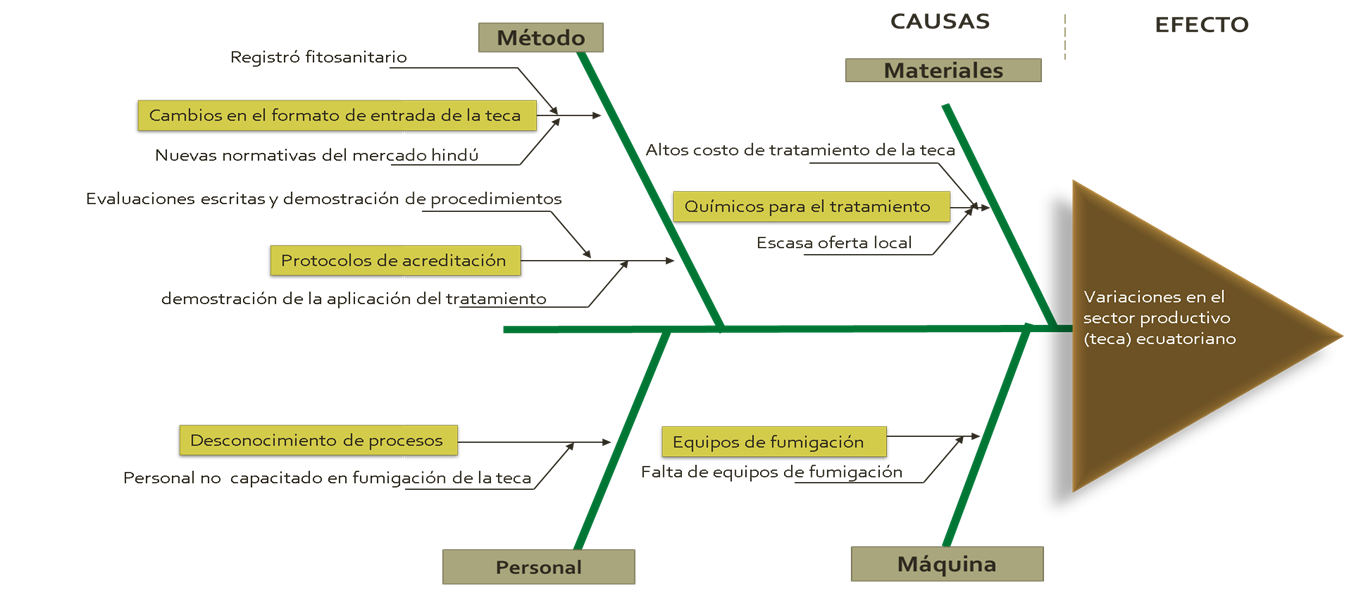 CAUSAS
EFECTO
Método
Materiales
Registró fitosanitario
Cambios en el formato de entrada de la teca
Nuevas normativas del mercado hindú
Altos costo de tratamiento de la teca
Evaluaciones escritas y demostración de procedimientos
Químicos para el tratamiento
Escasa oferta local
Protocolos de acreditación
demostración de la aplicación del tratamiento
Variaciones en el
sector productivo
(teca) ecuatoriano
Desconocimiento de procesos
Equipos de fumigación
Personal no capacitado en fumigación de la teca
Falta de equipos de fumigación
Personal
Máquina